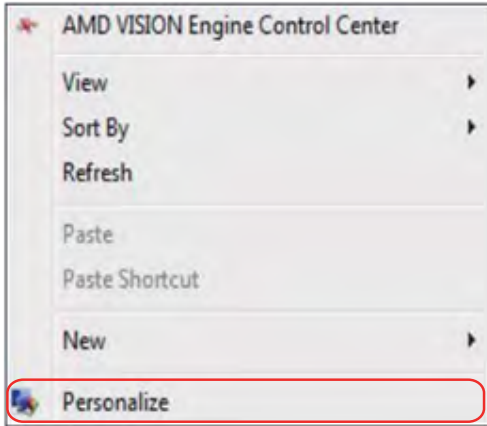 AMD VISION Engine Control Center
View
Sort By
Refresh
Paste
Paste Shortcut
New
Personalize